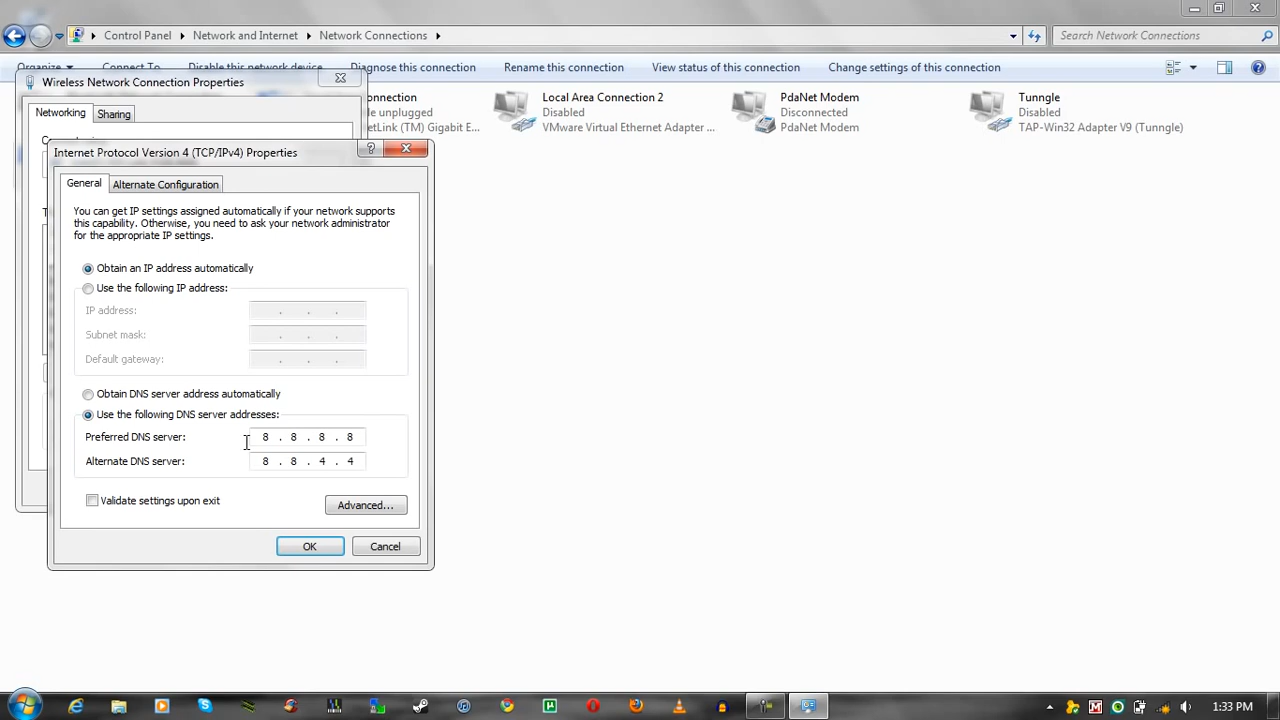 Control Panel
Network and Internet
Network Connections
Search Network Connections
Organize
Connect To
Disable this network device
Diagnose this connection
Rename this connection
View status of this connection
Change settings of this connection
Wireless Network Connection Properties
onnection
Local Area Connection 2
PdaNet Modem
Tunngle
le unplugged
Disabled
Disconnected
Disabled
etLink (TM) Gigabit E...
VMware Virtual Ethernet Adapter ...
PdaNet Modem
TAP-Win32 Adapter V9 (Tunngle)
Networking
Sharing
Internet Protocol Version 4 (TCP/IPv4) Properties
General
Alternate Configuration
You can get IP settings assigned automatically if your network supports
this capability. Otherwise, you need to ask your network administrator
for the appropriate IP settings.
Obtain an IP address automatically
Use the following IP address:
IP address: . . .
Subnet mask: . . .
Default gateway: . . .
Obtain DNS server address automatically
Use the following DNS server addresses:
Preferred DNS server: 8 . 8 . 8 . 8
Alternate DNS server: 8 . 8 . 4 . 4
Validate settings upon exit
Advanced...
OK
Cancel
1:33 PM